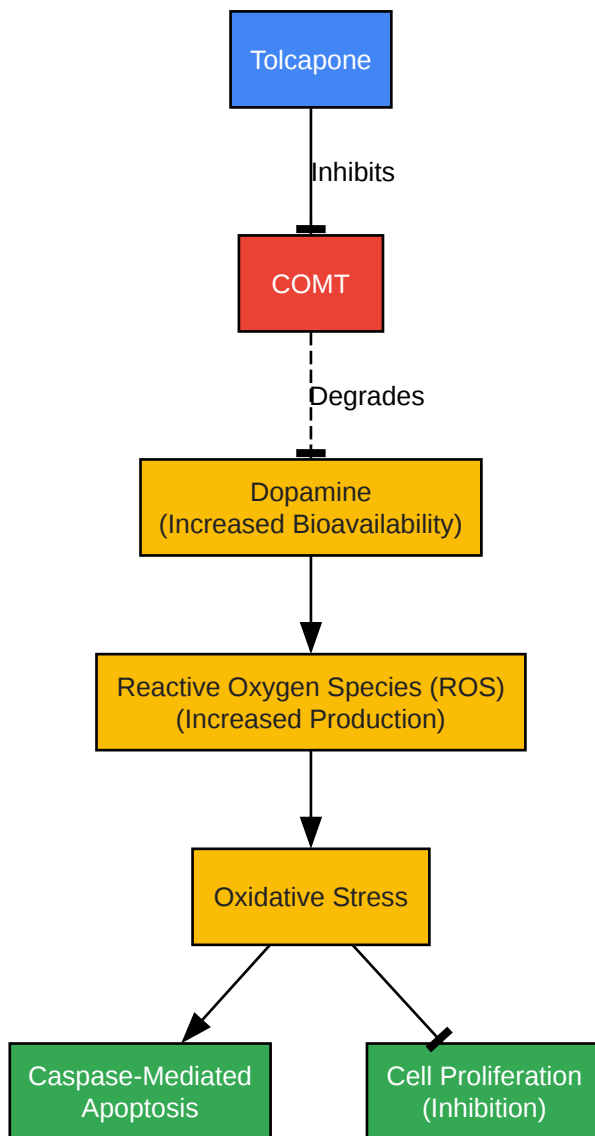 Tolcapone
Inhibits
COMT
Degrades
Dopamine
(Increased Bioavailability)
Reactive Oxygen Species (ROS)
(Increased Production)
Oxidative Stress
Caspase-Mediated
Apoptosis
Cell Proliferation
(Inhibition)